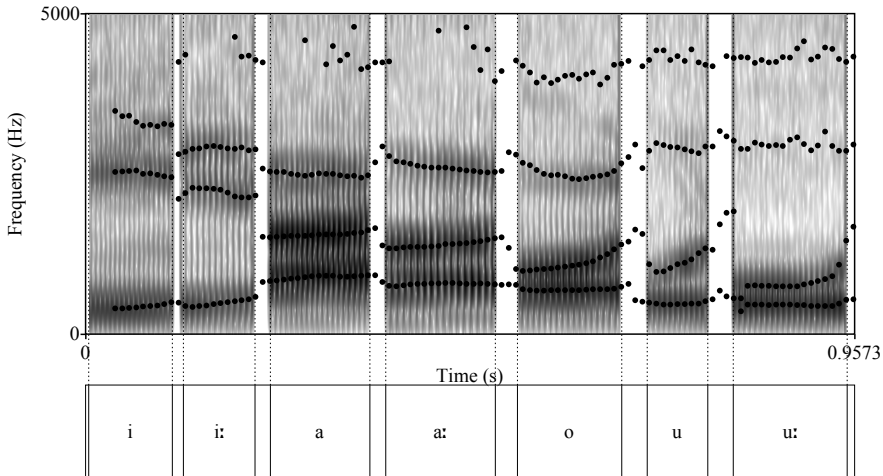 5000
Frequency (Hz)
0
0 0.9573
Time (s)
i iː a aː o u uː